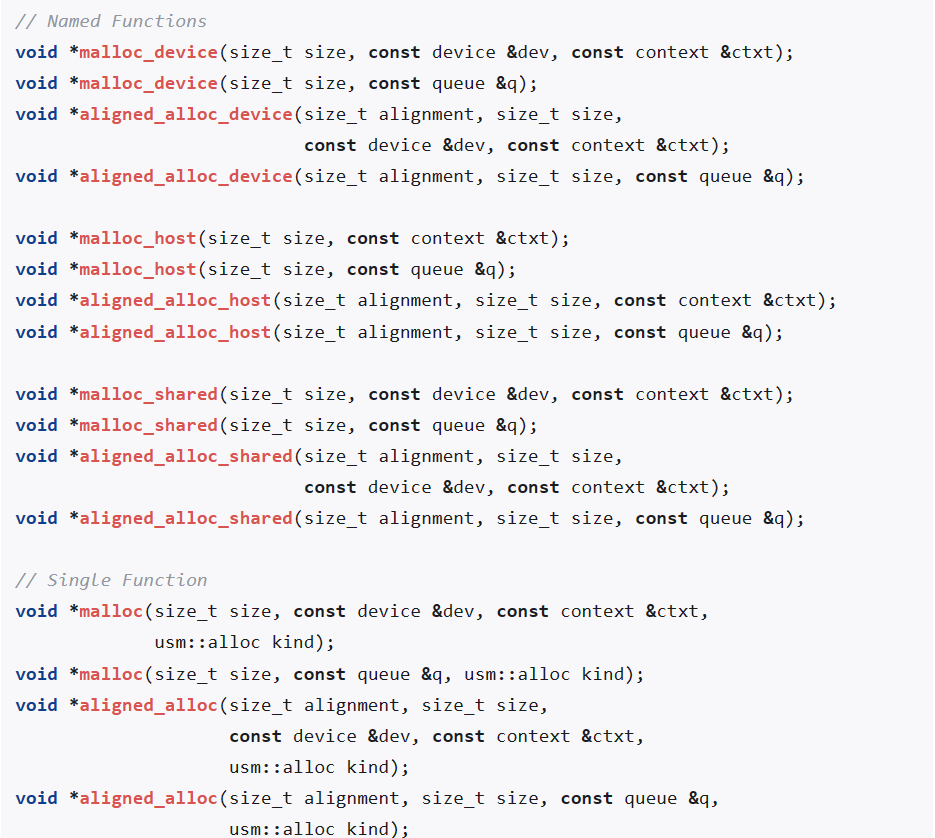 // Named Functions
void *malloc_device(size_t size, const device &dev, const context &ctxt);
void *malloc_device(size_t size, const queue &q);
void *aligned_alloc_device(size_t alignment, size_t size,
                           const device &dev, const context &ctxt);
void *aligned_alloc_device(size_t alignment, size_t size, const queue &q);

void *malloc_host(size_t size, const context &ctxt);
void *malloc_host(size_t size, const queue &q);
void *aligned_alloc_host(size_t alignment, size_t size, const context &ctxt);
void *aligned_alloc_host(size_t alignment, size_t size, const queue &q);

void *malloc_shared(size_t size, const device &dev, const context &ctxt);
void *malloc_shared(size_t size, const queue &q);
void *aligned_alloc_shared(size_t alignment, size_t size,
                           const device &dev, const context &ctxt);
void *aligned_alloc_shared(size_t alignment, size_t size, const queue &q);

// Single Function
void *malloc(size_t size, const device &dev, const context &ctxt,
             usm::alloc kind);
void *malloc(size_t size, const queue &q, usm::alloc kind);
void *aligned_alloc(size_t alignment, size_t size,
                    const device &dev, const context &ctxt,
                    usm::alloc kind);
void *aligned_alloc(size_t alignment, size_t size, const queue &q,
                    usm::alloc kind);